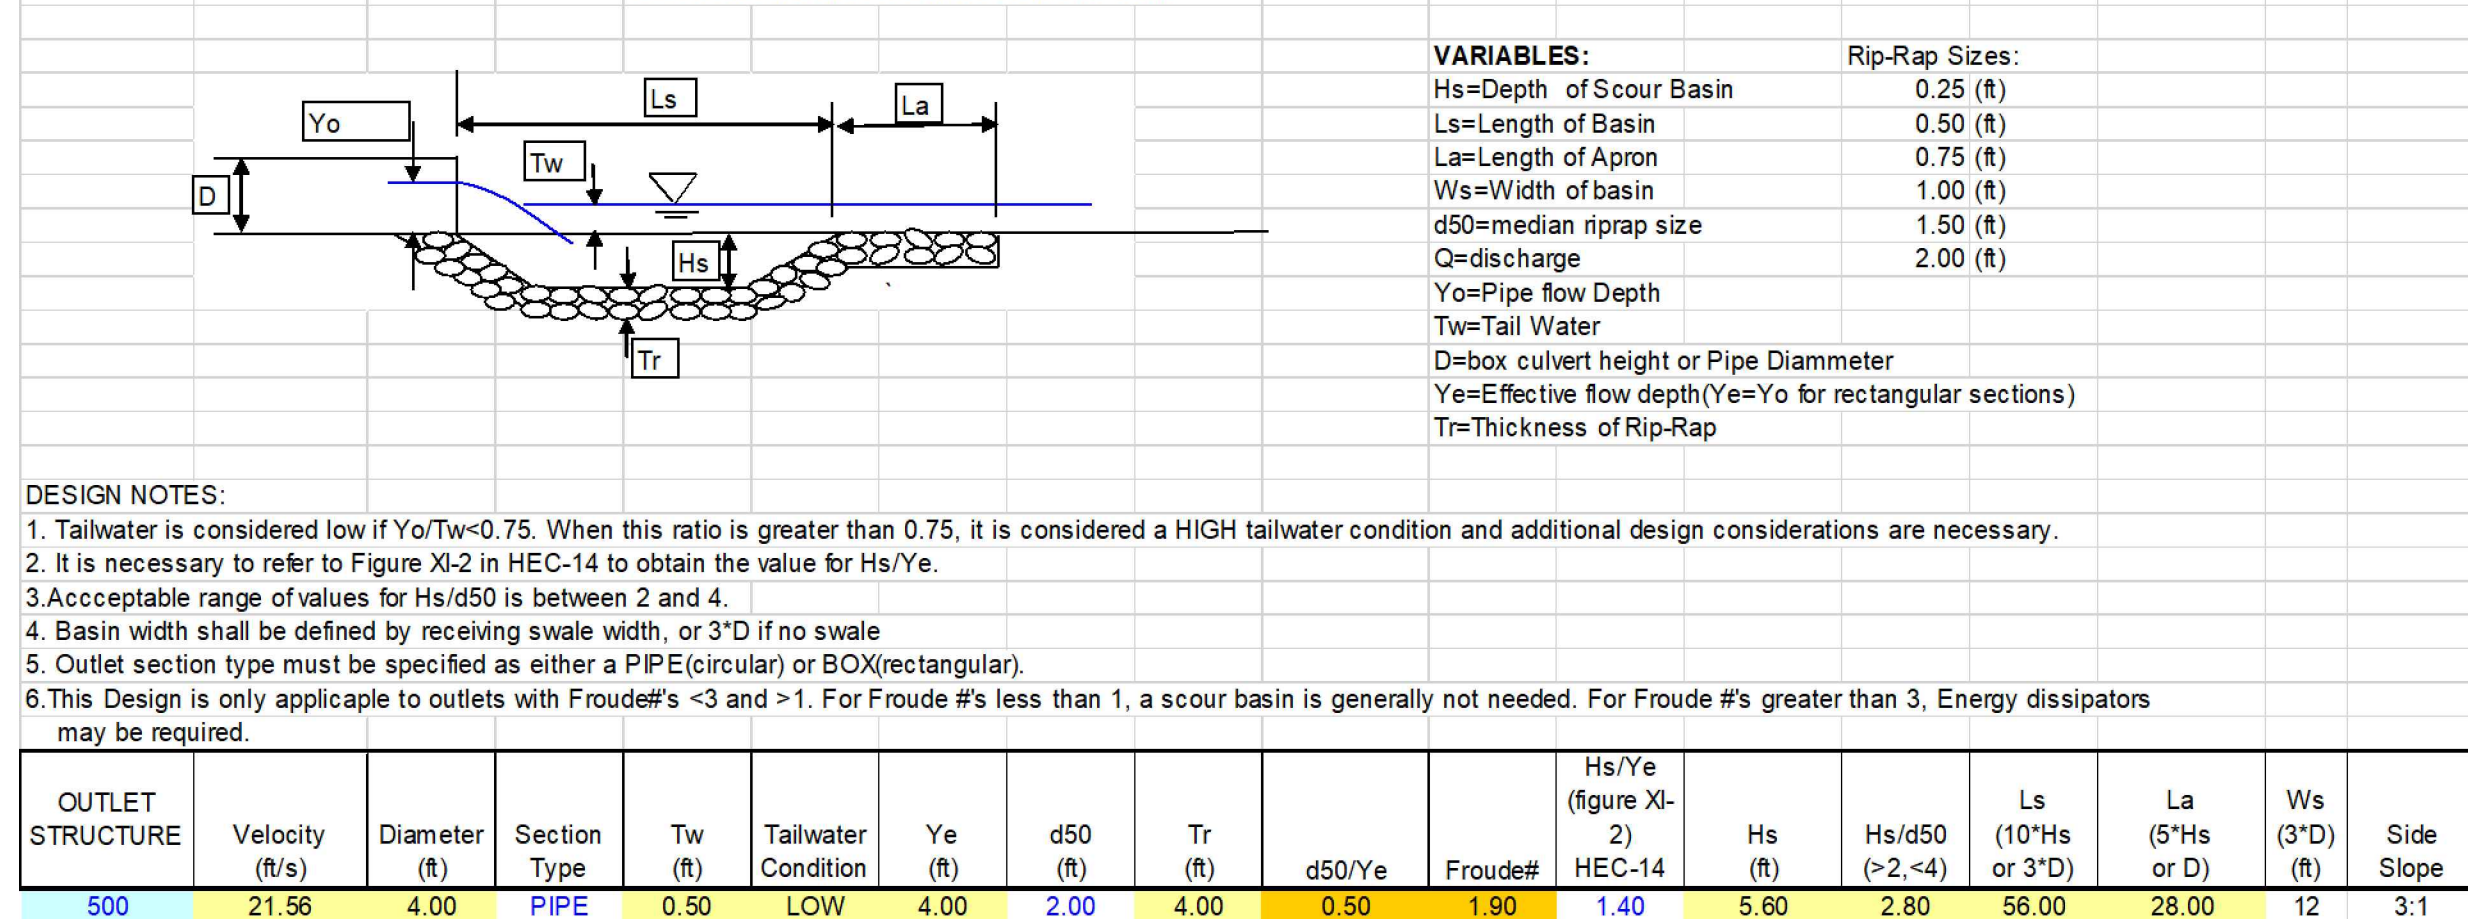 VARIABLES: Rip-Rap Sizes:
Hs=Depth of Scour Basin 0.25 (ft)
Ls=Length of Basin 0.50 (ft)
La=Length of Apron 0.75 (ft)
Ws=Width of basin 1.00 (ft)
d50=median riprap size 1.50 (ft)
Q=discharge 2.00 (ft)
Yo=Pipe flow Depth
Tw=Tail Water
D=box culvert height or Pipe Diammeter
Ye=Effective flow depth(Ye=Yo for rectangular sections)
Tr=Thickness of Rip-Rap
Ls
La
Yo
Tw
D
Hs
Tr
DESIGN NOTES:
1. Tailwater is considered low if Yo/Tw<0.75. When this ratio is greater than 0.75, it is considered a HIGH tailwater condition and additional design considerations are necessary.
2. It is necessary to refer to Figure XI-2 in HEC-14 to obtain the value for Hs/Ye.
3.Accceptable range of values for Hs/d50 is between 2 and 4.
4. Basin width shall be defined by receiving swale width, or 3*D if no swale
5. Outlet section type must be specified as either a PIPE(circular) or BOX(rectangular).
6.This Design is only applicaple to outlets with Froude#'s <3 and >1. For Froude #'s less than 1, a scour basin is generally not needed. For Froude #'s greater than 3, Energy dissipators
may be required.
OUTLET
STRUCTURE
Velocity
(ft/s)
Diameter
(ft)
Section
Type
Tw
(ft)
Tailwater
Condition
Ye
(ft)
d50
(ft)
Tr
(ft)
d50/Ye
Froude#
Hs/Ye
(figure XI-
2)
HEC-14
Hs
(ft)
Hs/d50
(>2,<4)
Ls
(10*Hs
or 3*D)
La
(5*Hs
or D)
Ws
(3*D)
(ft)
Side
Slope
500 21.56 4.00 PIPE 0.50 LOW 4.00 2.00 4.00 0.50 1.90 1.40 5.60 2.80 56.00 28.00 12 3:1